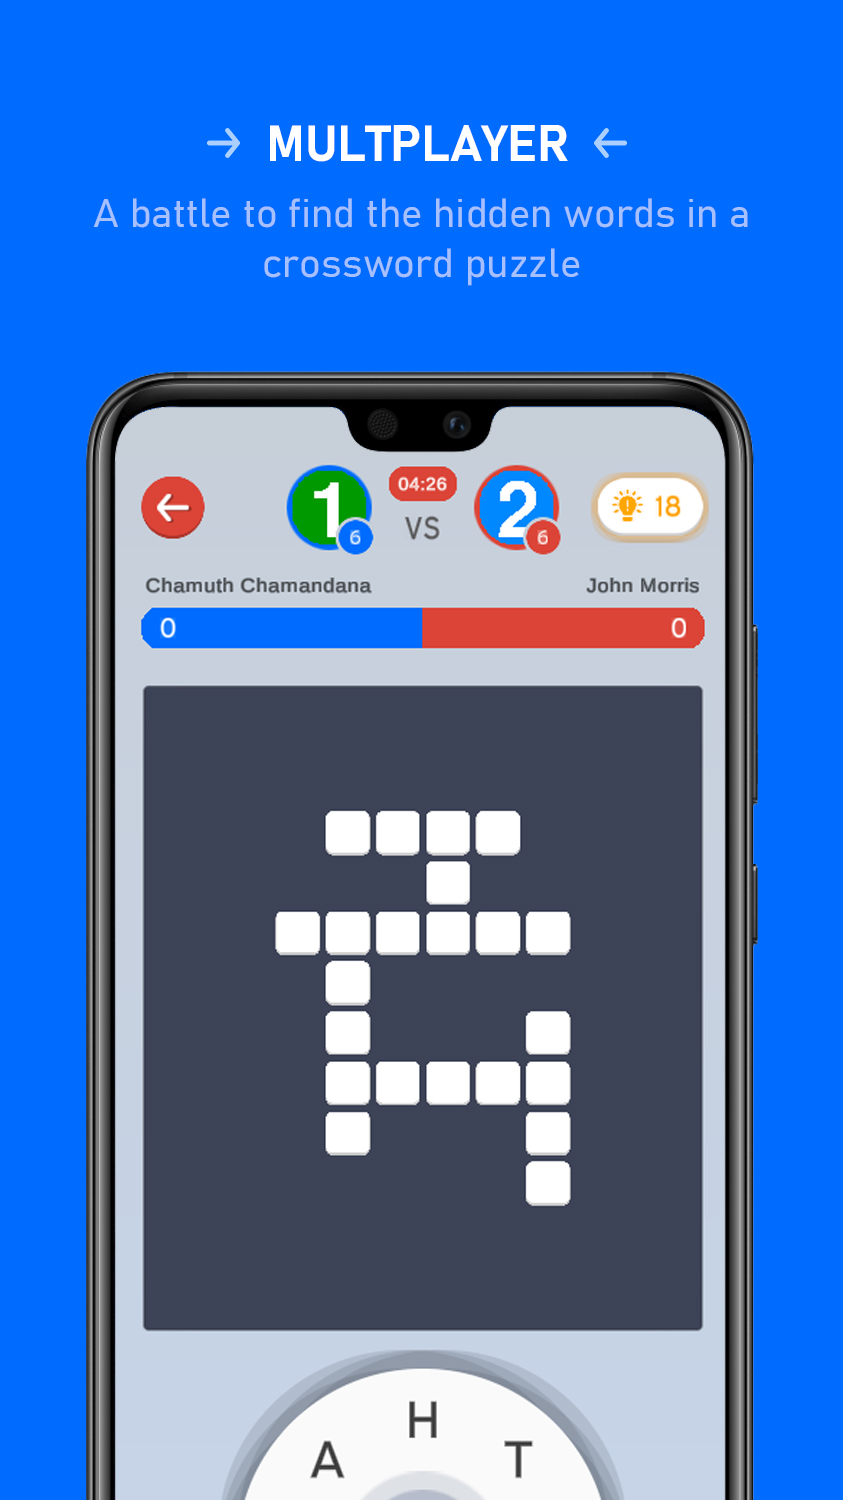 → MULTPLAYER ←
A battle to find the hidden words in a
crossword puzzle
1 6 04:26 VS 2 6 18
Chamuth Chamandana John Morris
0 0
H
A T